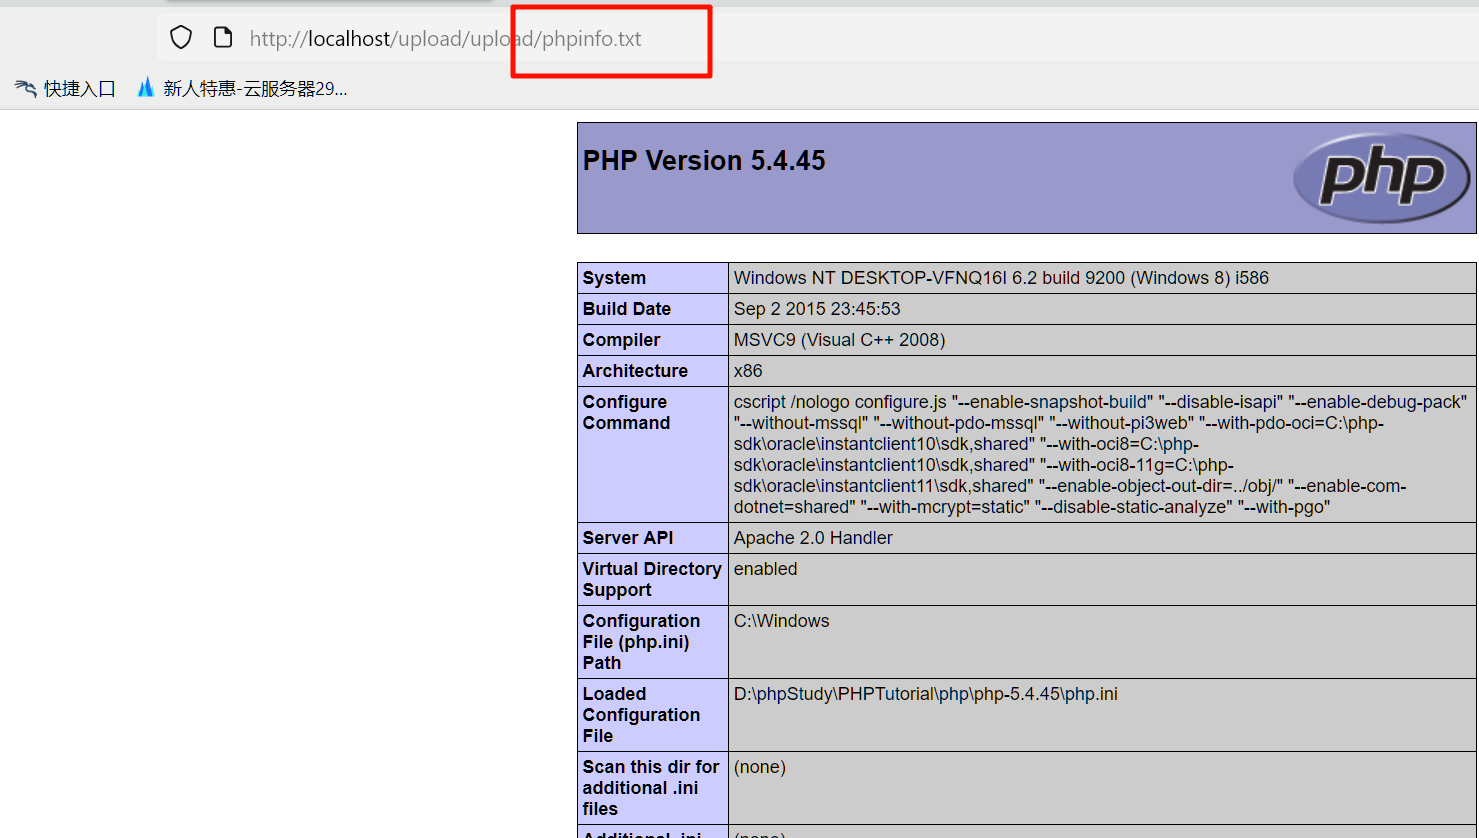 http://localhost/upload/upload/phpinfo.txt
快捷入口 新人特惠-云服务器29...
PHP Version 5.4.45
php
System Windows NT DESKTOP-VFNQ16I 6.2 build 9200 (Windows 8) i586
Build Date Sep 2 2015 23:45:53
Compiler MSVC9 (Visual C++ 2008)
Architecture x86
Configure
Command
cscript /nologo configure.js "--enable-snapshot-build" "--disable-isapi" "--enable-debug-pack"
"--without-mssql" "--without-pdo-mssql" "--without-pi3web" "--with-pdo-oci=C:\php-
sdk\oracle\instantclient10\sdk,shared" "--with-oci8=C:\php-
sdk\oracle\instantclient10\sdk,shared" "--with-oci8-11g=C:\php-
sdk\oracle\instantclient11\sdk,shared" "--enable-object-out-dir=../obj/" "--enable-com-
dotnet=shared" "--with-mcrypt=static" "--disable-static-analyze" "--with-pgo"
Server API Apache 2.0 Handler
Virtual Directory
Support
enabled
Configuration
File (php.ini)
Path
C:\Windows
Loaded
Configuration
File
D:\phpStudy\PHPTutorial\php\php-5.4.45\php.ini
Scan this dir for
additional .ini
files
(none)
Additional .ini (none)